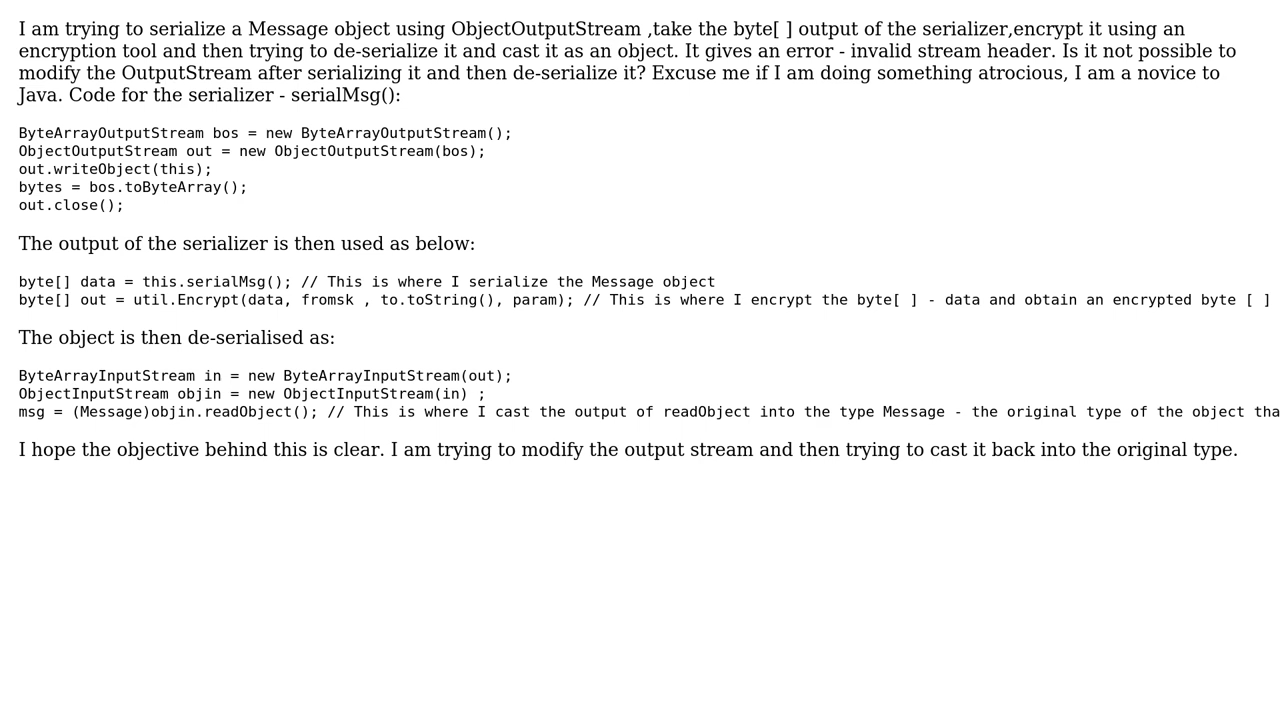 I am trying to serialize a Message object using ObjectOutputStream ,take the byte[ ] output of the serializer,encrypt it using an
encryption tool and then trying to de-serialize it and cast it as an object. It gives an error - invalid stream header. Is it not possible to
modify the OutputStream after serializing it and then de-serialize it? Excuse me if I am doing something atrocious, I am a novice to
Java. Code for the serializer - serialMsg():
ByteArrayOutputStream bos = new ByteArrayOutputStream();
ObjectOutputStream out = new ObjectOutputStream(bos);
out.writeObject(this);
bytes = bos.toByteArray();
out.close();
The output of the serializer is then used as below:
byte[] data = this.serialMsg(); // This is where I serialize the Message object
byte[] out = util.Encrypt(data, fromsk , to.toString(), param); // This is where I encrypt the byte[ ] - data and obtain an encrypted byte [ ]
The object is then de-serialised as:
ByteArrayInputStream in = new ByteArrayInputStream(out);
ObjectInputStream objin = new ObjectInputStream(in) ;
msg = (Message)objin.readObject(); // This is where I cast the output of readObject into the type Message - the original type of the object
I hope the objective behind this is clear. I am trying to modify the output stream and then trying to cast it back into the original type.